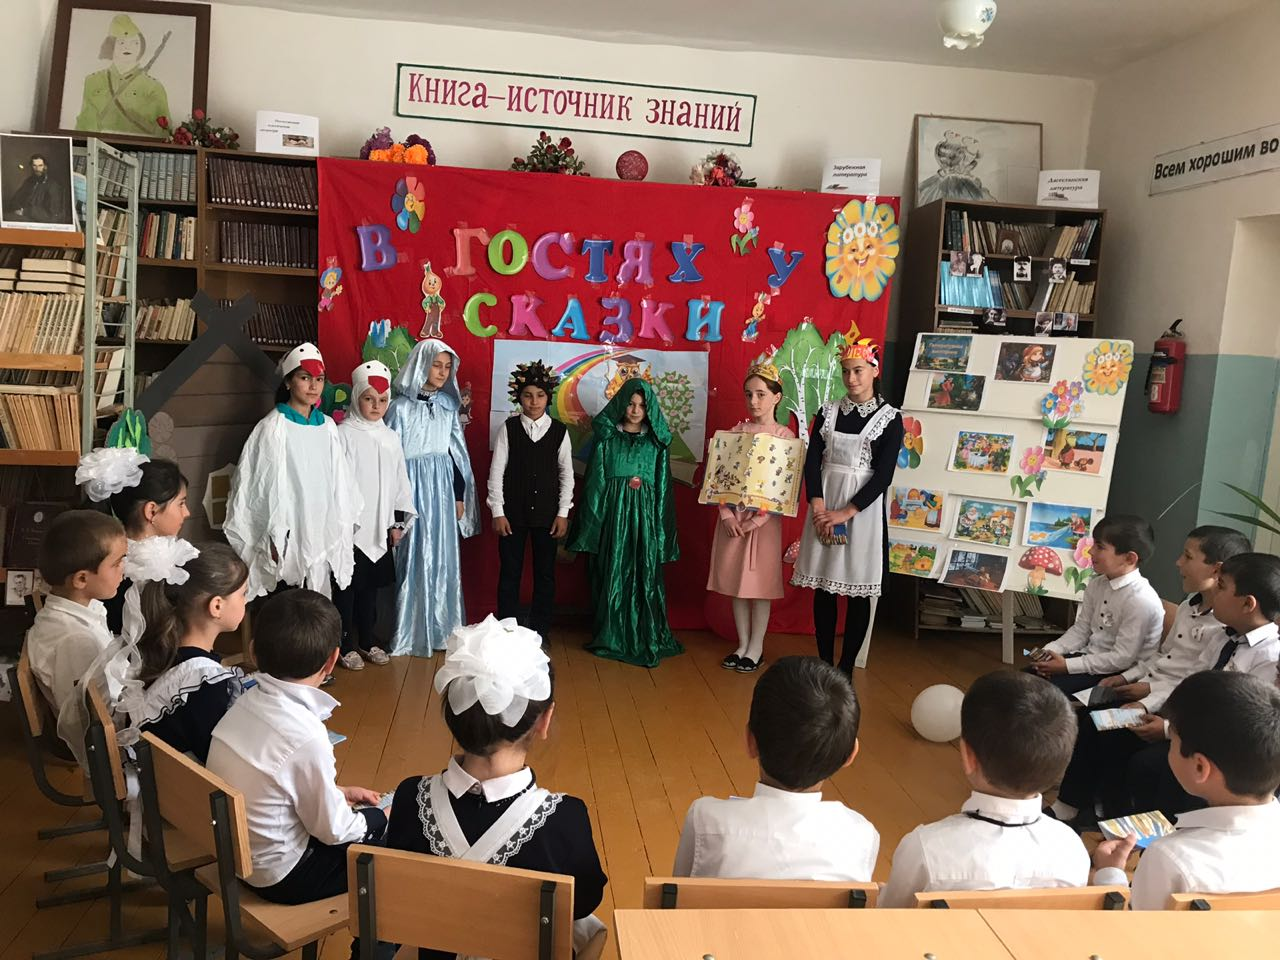 Книга–источник знаний
Зарубежная
литература
Дагестанская
литература
Всем хорошим во
В ГОСТЯХ У
СКАЗКИ